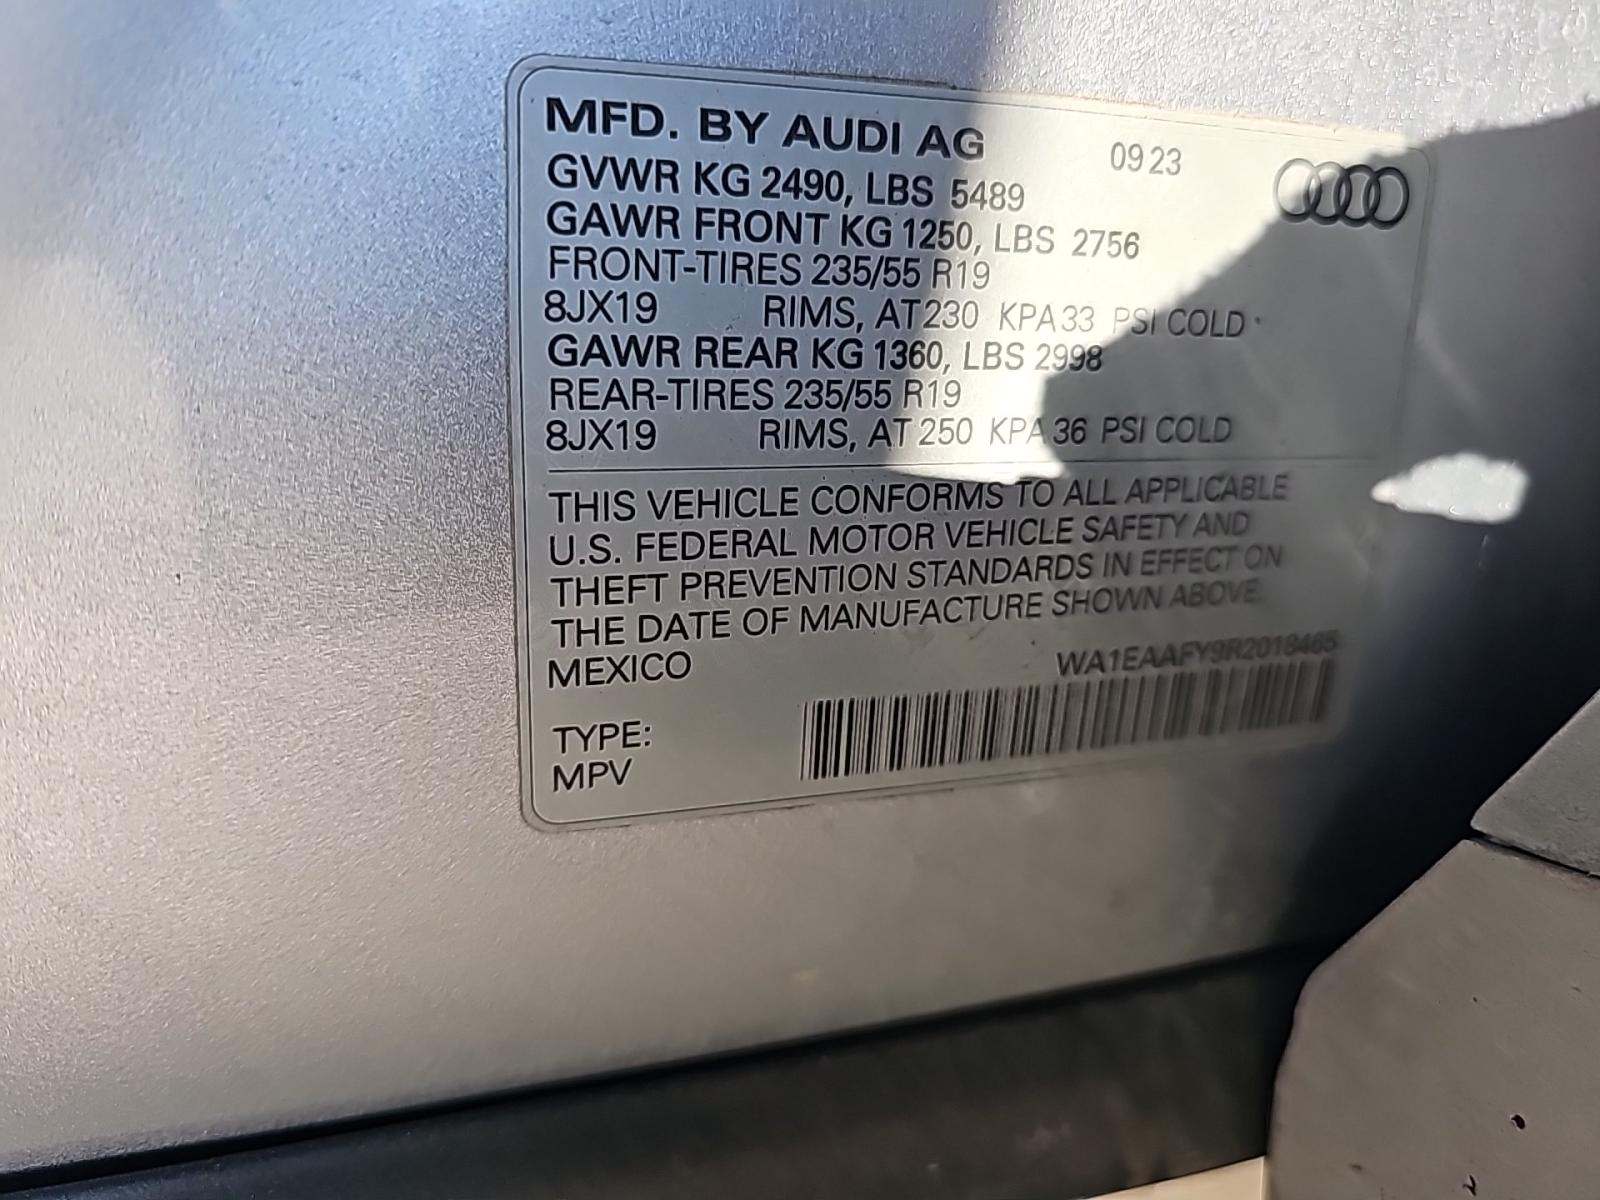 MFD. BY AUDI AG 09 23
GVWR KG 2490, LBS 5489
GAWR FRONT KG 1250, LBS 2756
FRONT-TIRES 235/55 R19
8JX19 RIMS, AT 230 KPA 33 PSI COLD
GAWR REAR KG 1360, LBS 2998
REAR-TIRES 235/55 R19
8JX19 RIMS, AT 250 KPA 36 PSI COLD
THIS VEHICLE CONFORMS TO ALL APPLICABLE
U.S. FEDERAL MOTOR VEHICLE SAFETY AND
THEFT PREVENTION STANDARDS IN EFFECT ON
THE DATE OF MANUFACTURE SHOWN ABOVE.
MEXICO WA1EAAFY9R2018465
TYPE:
MPV